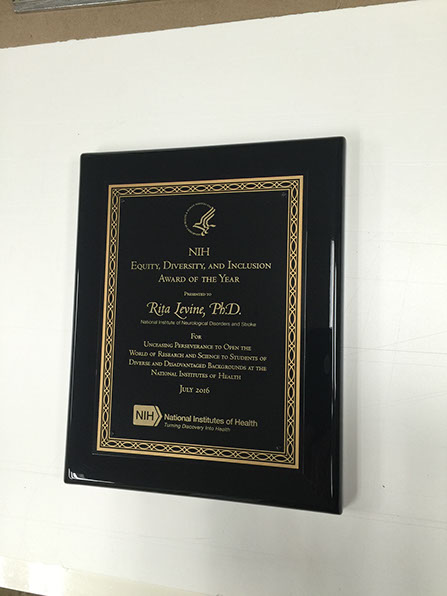 NIH
Equity, Diversity, and Inclusion
Award of the Year
Presented to
Rita Levine, Ph.D.
National Institute of Neurological Disorders and Stroke
For
Unceasing Perseverance to Open the
World of Research and Science to Students of
Diverse and Disadvantaged Backgrounds at the
National Institutes of Health
July 2016
NIH National Institutes of Health
Turning Discovery Into Health